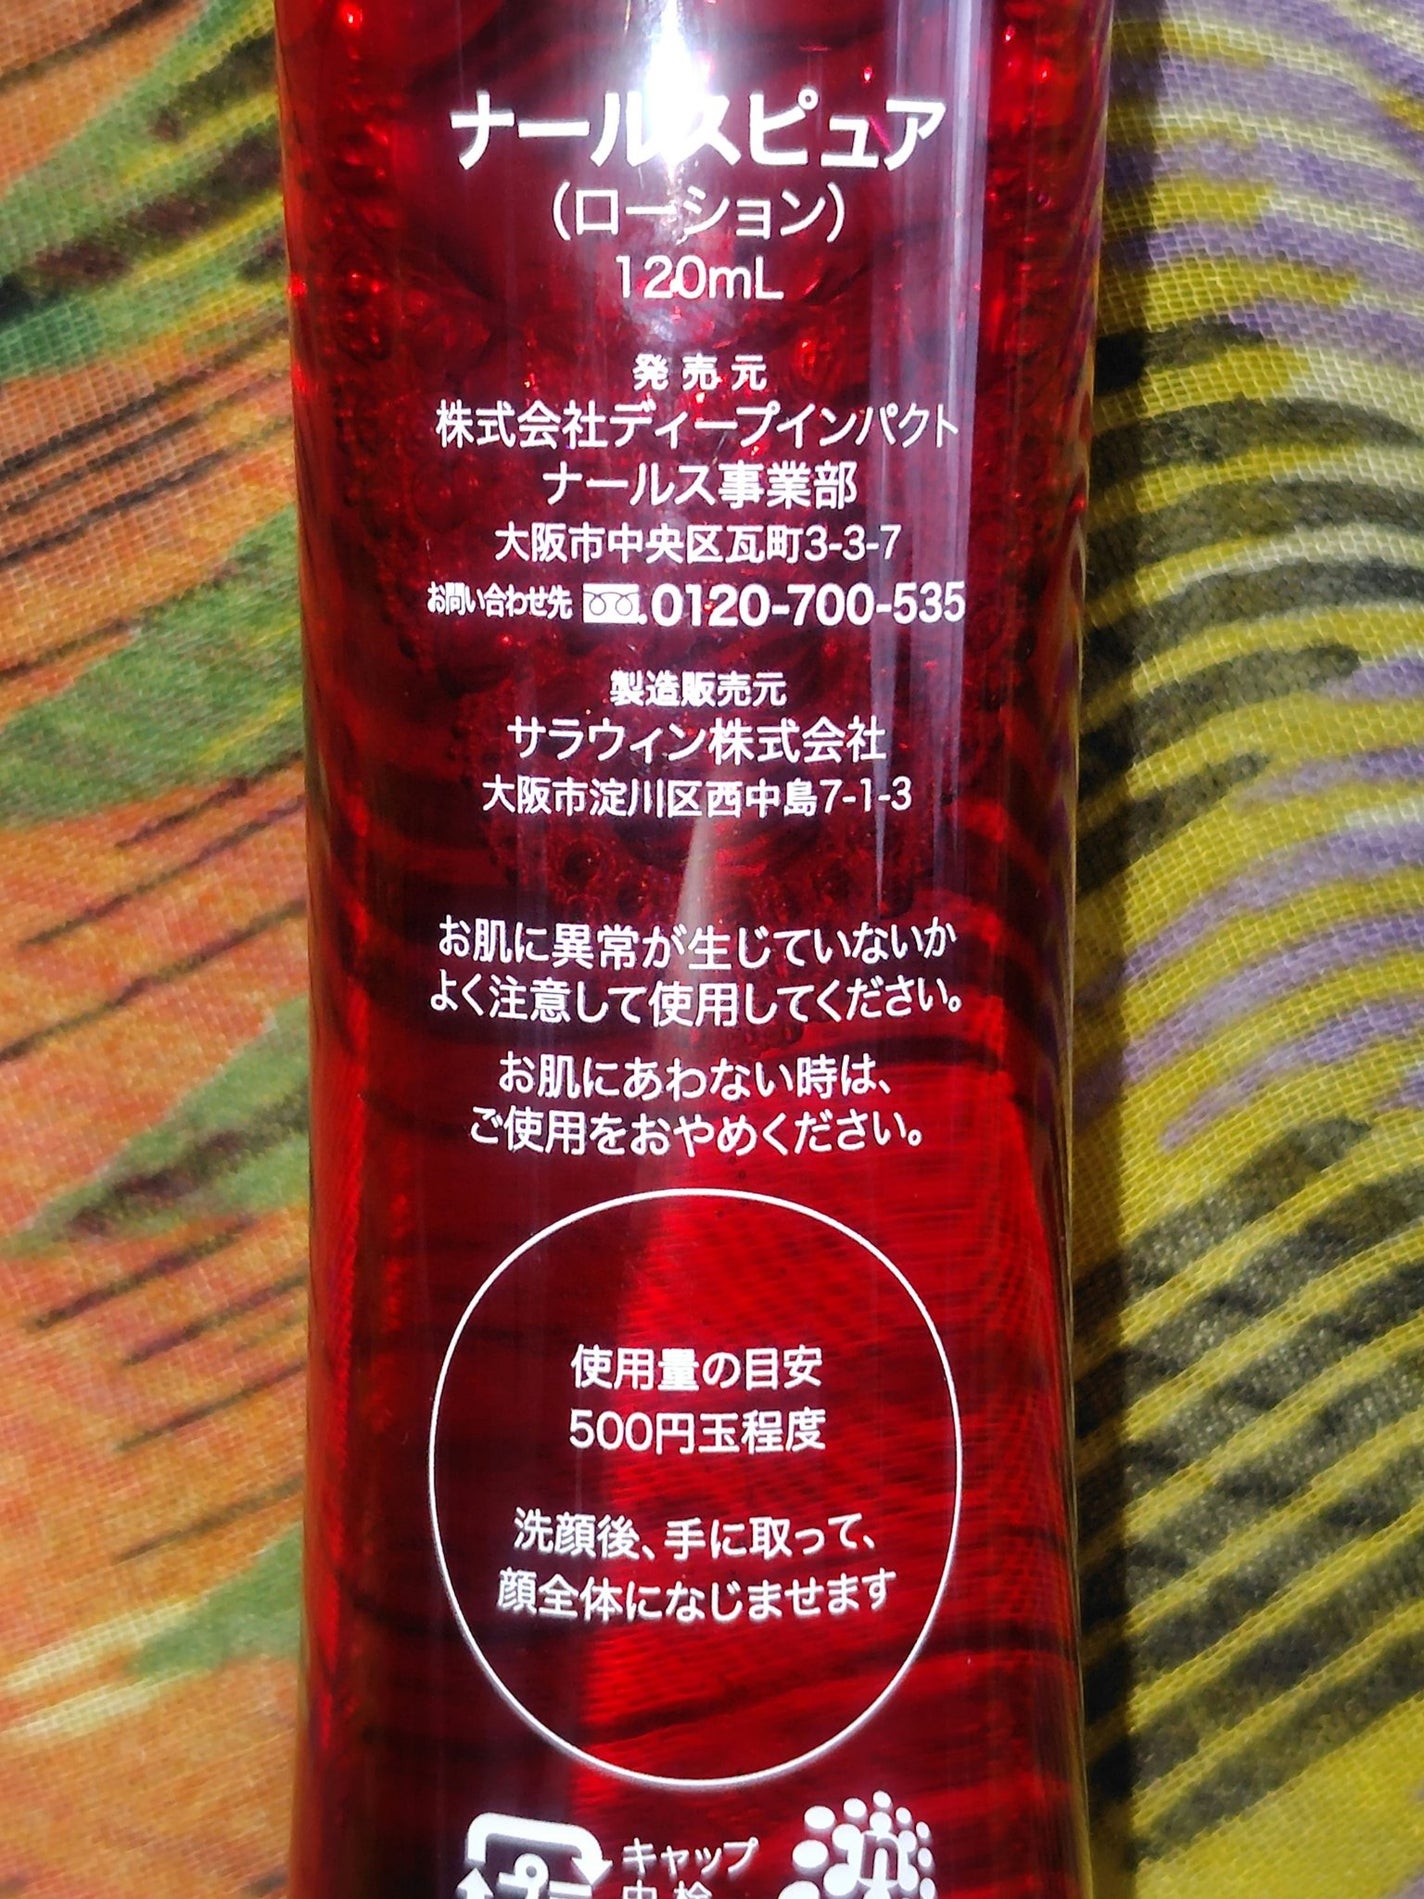 ナールスピュア
(ローション)
120mL
発売元
株式会社ディープインパクト
ナールス事業部
大阪市中央区瓦町3-3-7
お問い合わせ先 0120-700-535
製造販売元
サラウィン株式会社
大阪市淀川区西中島7-1-3
お肌に異常が生じていないか
よく注意して使用してください。
お肌にあわない時は、
ご使用をおやめください。
使用量の目安
500円玉程度
洗顔後、手に取って、
顔全体になじませます
キャップ
中栓